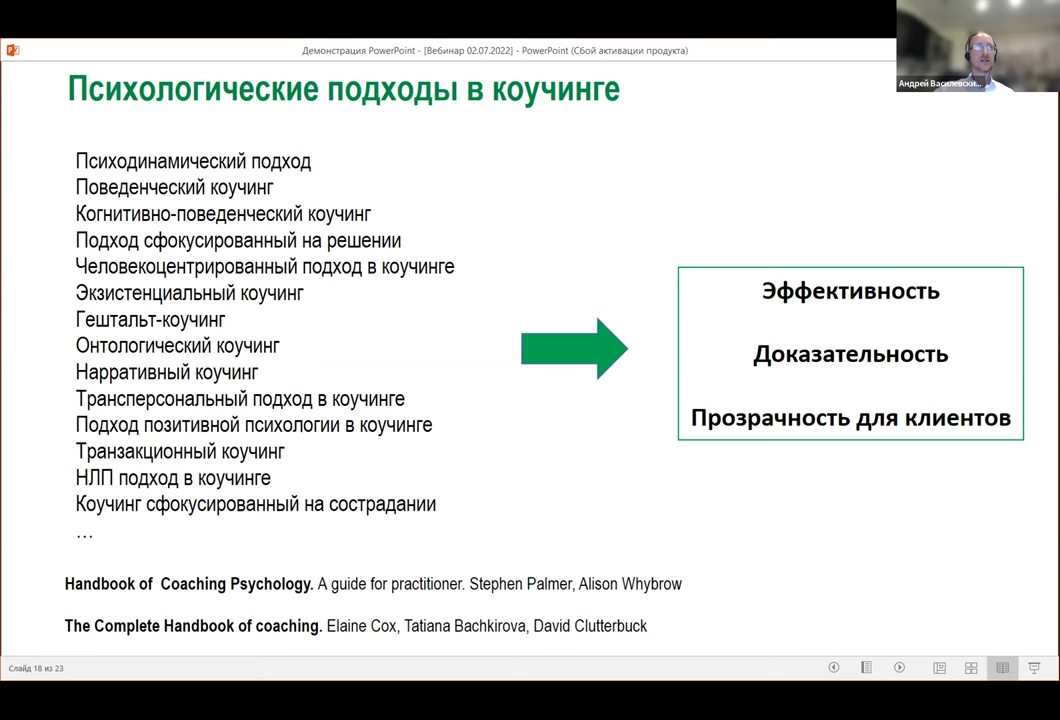 Демонстрация PowerPoint - [Вебинар 02.07.2022] - PowerPoint (Сбой активации продукта)
Андрей Василевски...
Психологические подходы в коучинге
Психодинамический подход
Поведенческий коучинг
Когнитивно-поведенческий коучинг
Подход сфокусированный на решении
Человекоцентрированный подход в коучинге
Экзистенциальный коучинг
Гештальт-коучинг
Онтологический коучинг
Нарративный коучинг
Трансперсональный подход в коучинге
Подход позитивной психологии в коучинге
Транзакционный коучинг
НЛП подход в коучинге
Коучинг сфокусированный на сострадании
...
Эффективность
Доказательность
Прозрачность для клиентов
Handbook of Coaching Psychology. A guide for practitioner. Stephen Palmer, Alison Whybrow
The Complete Handbook of coaching. Elaine Cox, Tatiana Bachkirova, David Clutterbuck
Слайд 18 из 23